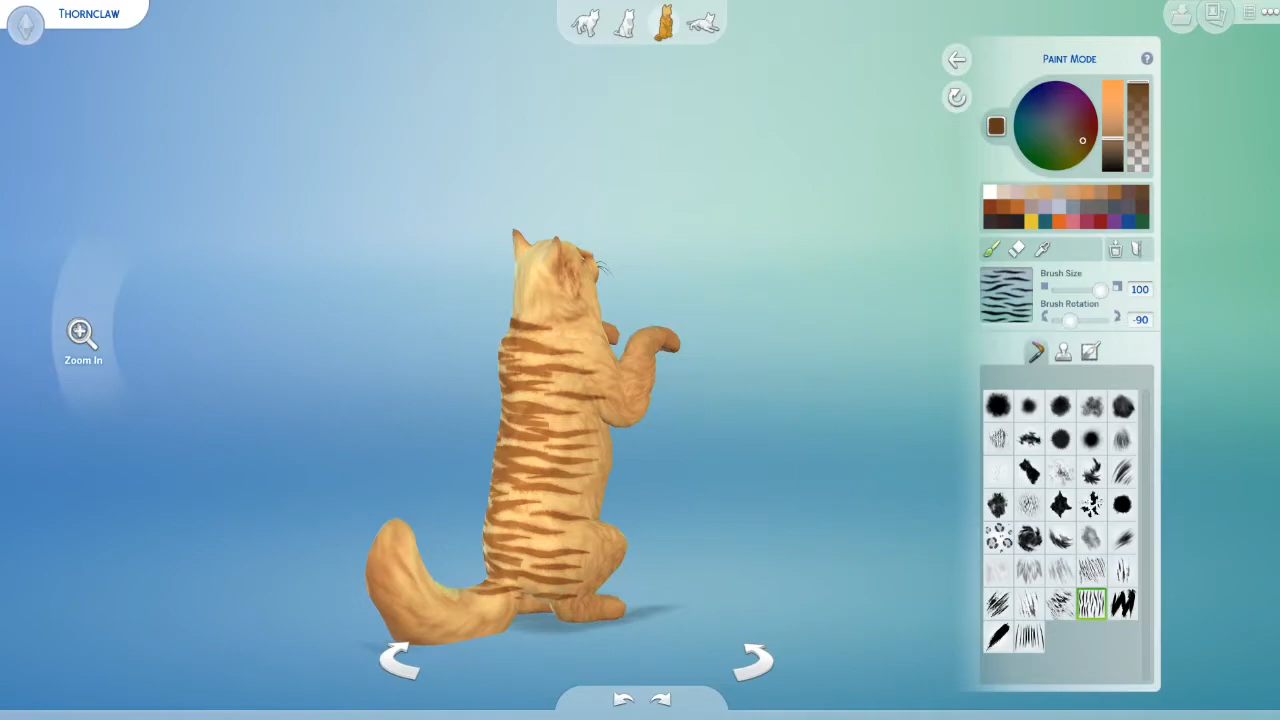 THORNCLAW
PAINT MODE
?
Brush Size
100
Brush Rotation
-90
Zoom In